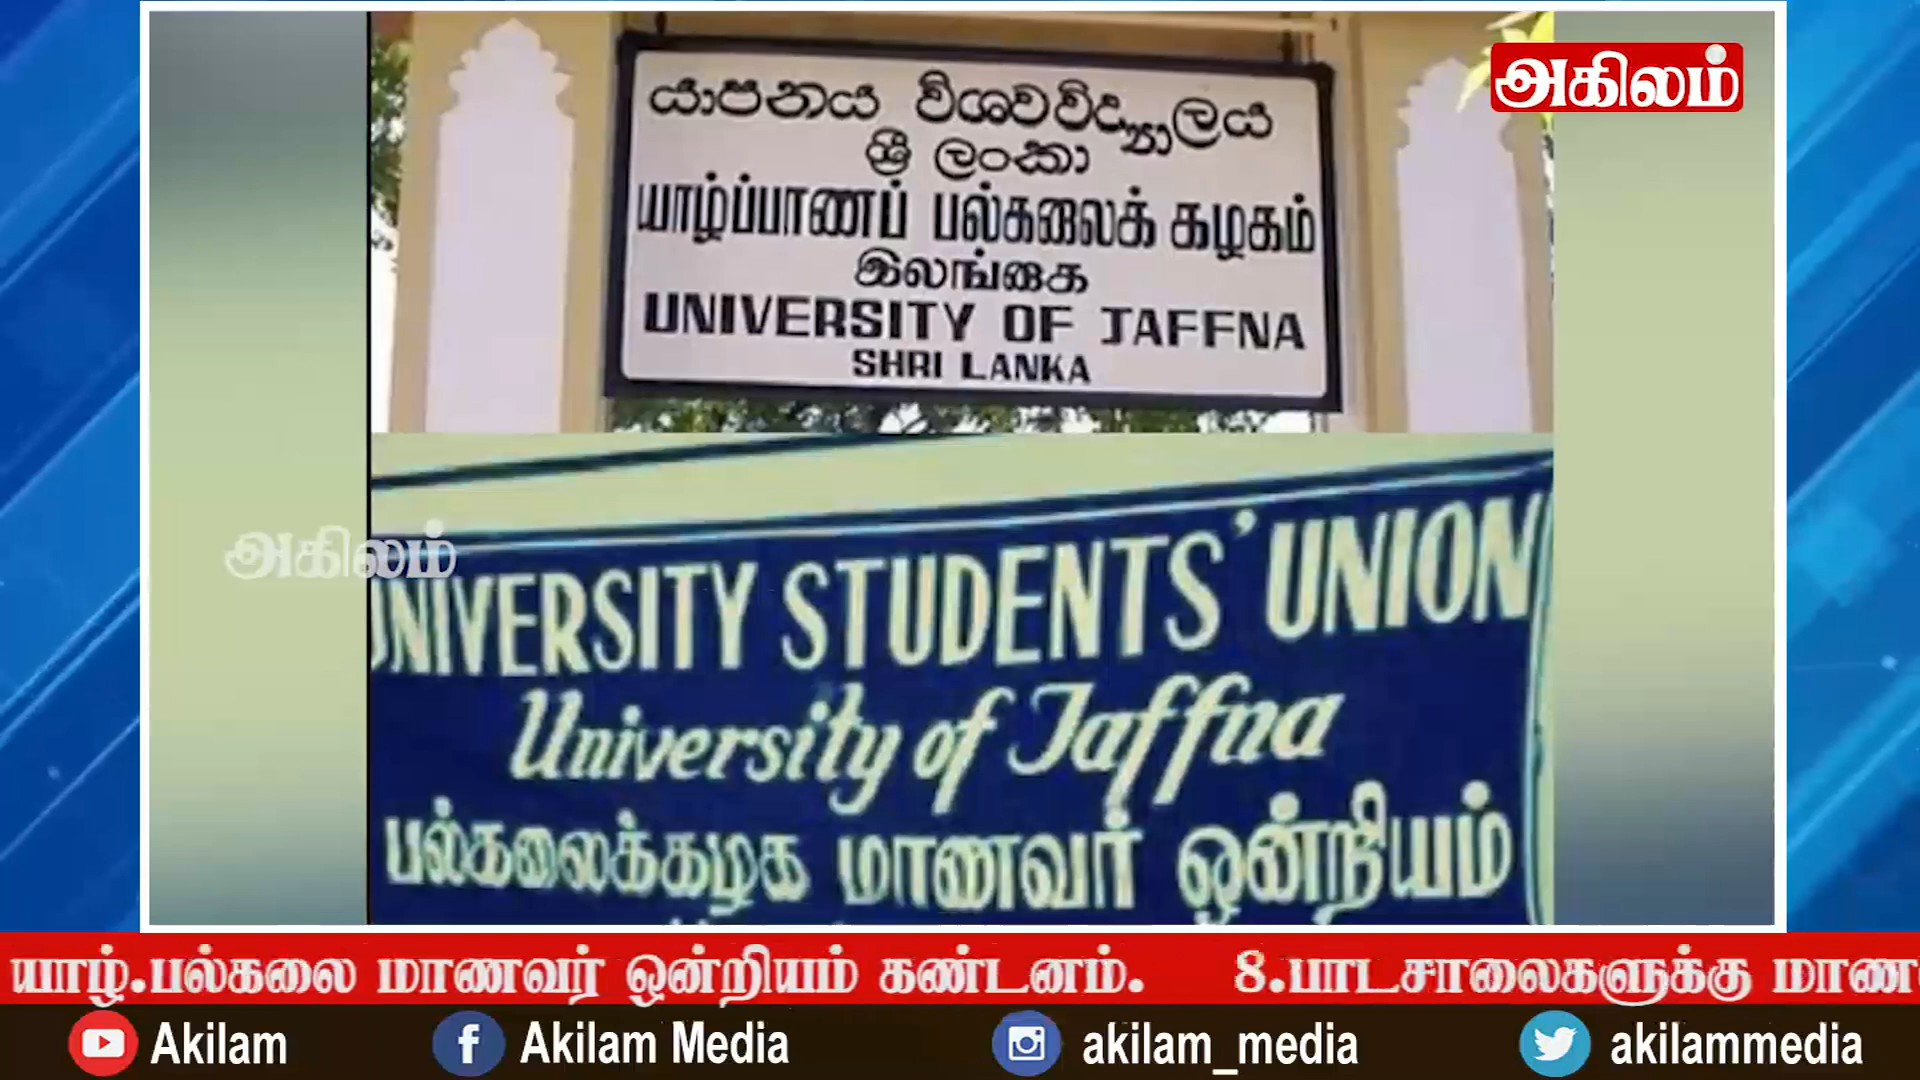 அகிலம்
යාපනය විශ්වවිද්‍යාලය
ශ්‍රී ලංකා
யாழ்ப்பாணப் பல்கலைக் கழகம்
இலங்கை
UNIVERSITY OF JAFFNA
SHRI LANKA
அகிலம்
UNIVERSITY STUDENTS' UNION
University of Jaffna
பல்கலைக்கழக மாணவர் ஒன்றியம்
யாழ்.பல்கலை மாணவர் ஒன்றியம் கண்டனம். 8.பாடசாலைகளுக்கு
Akilam Akilam Media akilam_media akilammedia